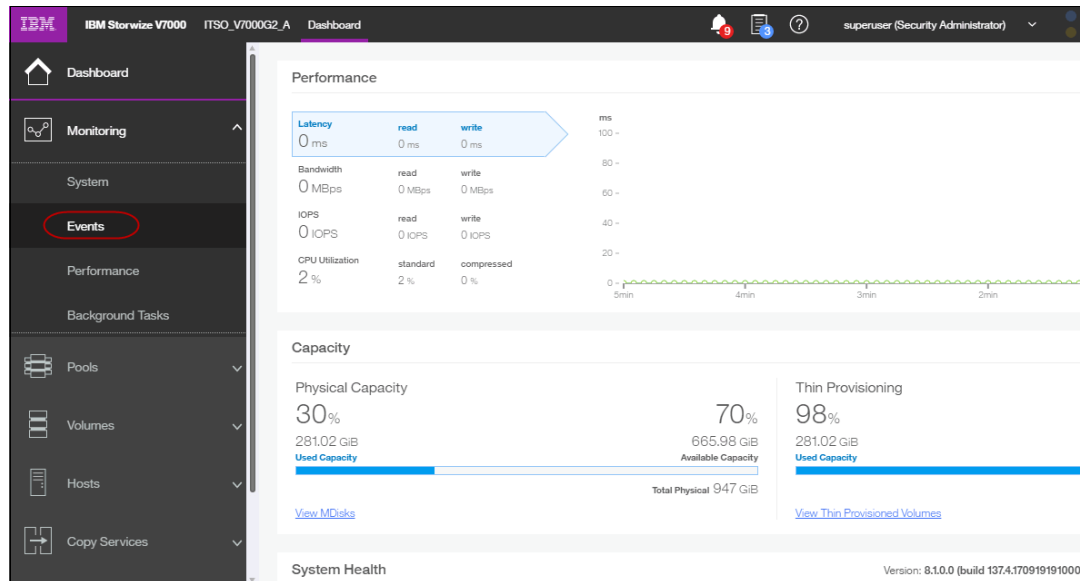 IBM
IBM Storwize V7000 ITSO_V7000G2_A Dashboard
9
3
?
superuser (Security Administrator)
Dashboard
Monitoring
System
Events
Performance
Background Tasks
Pools
Volumes
Hosts
Copy Services
Performance
Latency read write
0 ms 0 ms 0 ms
Bandwidth read write
0 MBps 0 MBps 0 MBps
IOPS read write
0 IOPS 0 IOPS 0 IOPS
CPU Utilization standard compressed
2 % 2 % 0 %
ms
100
80
60
40
20
0
5min 4min 3min 2min
Capacity
Physical Capacity
30% 70%
281.02 GiB 665.98 GiB
Used Capacity Available Capacity
Total Physical 947 GiB
View MDisks
Thin Provisioning
98%
281.02 GiB
Used Capacity
View Thin Provisioned Volumes
System Health
Version: 8.1.0.0 (build 137.4.170919191000